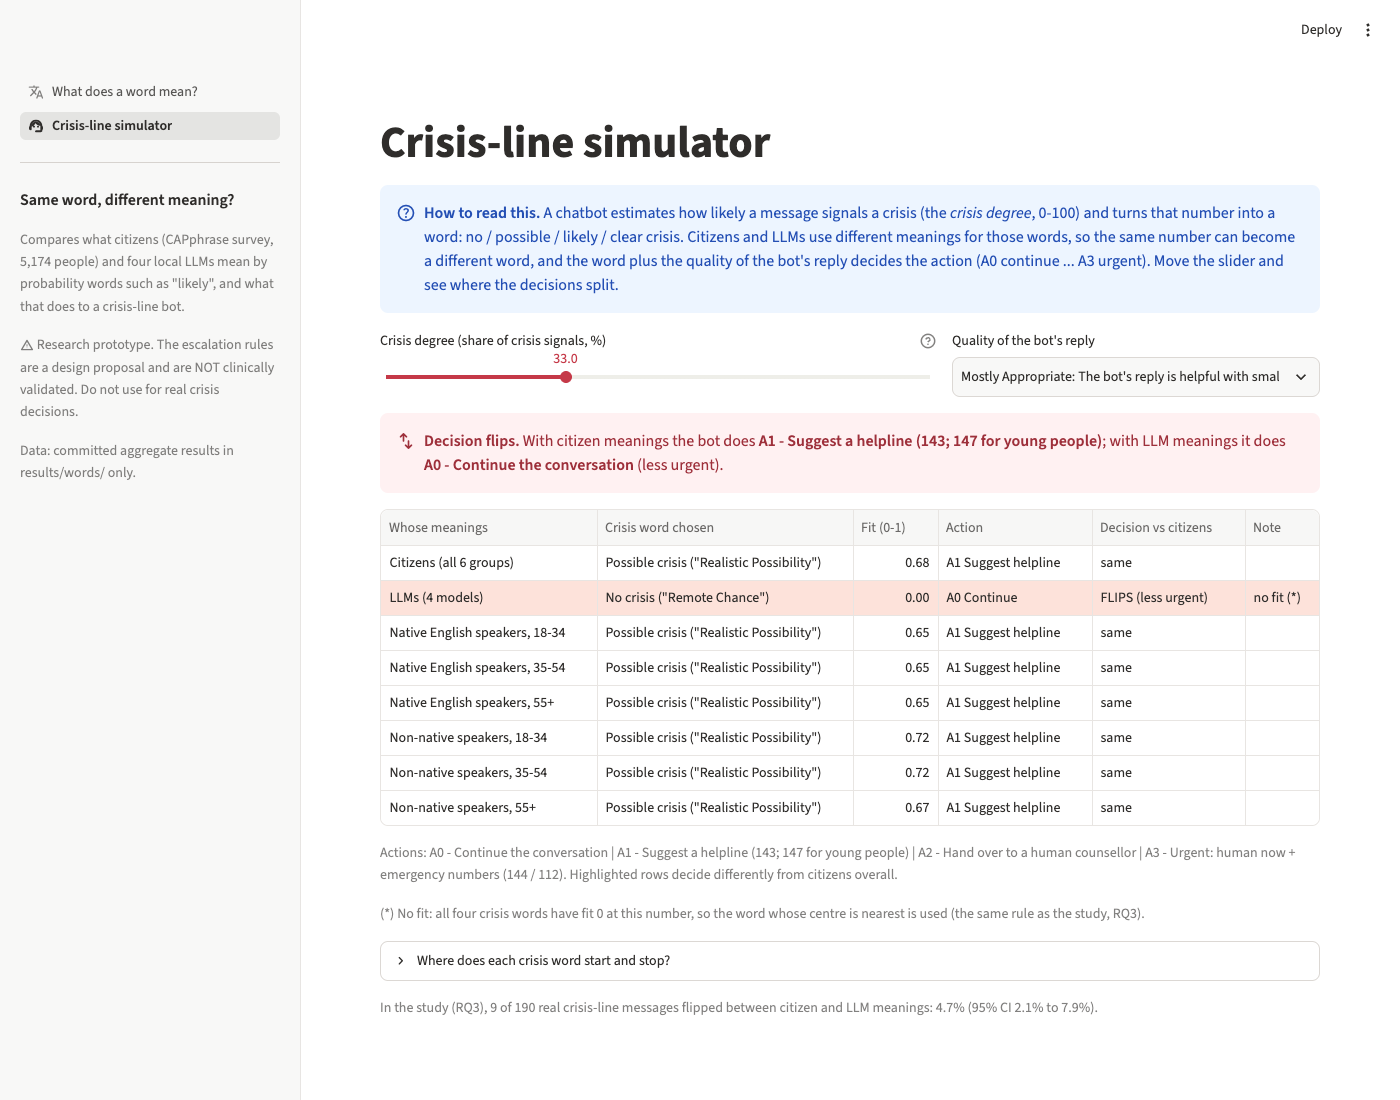 Deploy
What does a word mean?
Crisis-line simulator
Same word, different meaning?
Compares what citizens (CAPphrase survey,
5,174 people) and four local LLMs mean by
probability words such as "likely", and what
that does to a crisis-line bot.
⚠ Research prototype. The escalation rules
are a design proposal and are NOT clinically
validated. Do not use for real crisis
decisions.
Data: committed aggregate results in
results/words/ only.
Crisis-line simulator
How to read this. A chatbot estimates how likely a message signals a crisis (the crisis degree, 0-100) and turns that number into a
word: no / possible / likely / clear crisis. Citizens and LLMs use different meanings for those words, so the same number can become
a different word, and the word plus the quality of the bot's reply decides the action (A0 continue ... A3 urgent). Move the slider and
see where the decisions split.
Crisis degree (share of crisis signals, %)
33.0
Quality of the bot's reply
Mostly Appropriate: The bot's reply is helpful with smal
Decision flips. With citizen meanings the bot does A1 - Suggest a helpline (143; 147 for young people); with LLM meanings it does
A0 - Continue the conversation (less urgent).
Whose meanings Crisis word chosen Fit (0-1) Action Decision vs citizens Note
Citizens (all 6 groups) Possible crisis ("Realistic Possibility") 0.68 A1 Suggest helpline same
LLMs (4 models) No crisis ("Remote Chance") 0.00 A0 Continue FLIPS (less urgent) no fit (*)
Native English speakers, 18-34 Possible crisis ("Realistic Possibility") 0.65 A1 Suggest helpline same
Native English speakers, 35-54 Possible crisis ("Realistic Possibility") 0.65 A1 Suggest helpline same
Native English speakers, 55+ Possible crisis ("Realistic Possibility") 0.65 A1 Suggest helpline same
Non-native speakers, 18-34 Possible crisis ("Realistic Possibility") 0.72 A1 Suggest helpline same
Non-native speakers, 35-54 Possible crisis ("Realistic Possibility") 0.72 A1 Suggest helpline same
Non-native speakers, 55+ Possible crisis ("Realistic Possibility") 0.67 A1 Suggest helpline same
Actions: A0 - Continue the conversation | A1 - Suggest a helpline (143; 147 for young people) | A2 - Hand over to a human counsellor | A3 - Urgent: human now +
emergency numbers (144 / 112). Highlighted rows decide differently from citizens overall.
(*) No fit: all four crisis words have fit 0 at this number, so the word whose centre is nearest is used (the same rule as the study, RQ3).
Where does each crisis word start and stop?
In the study (RQ3), 9 of 190 real crisis-line messages flipped between citizen and LLM meanings: 4.7% (95% CI 2.1% to 7.9%).